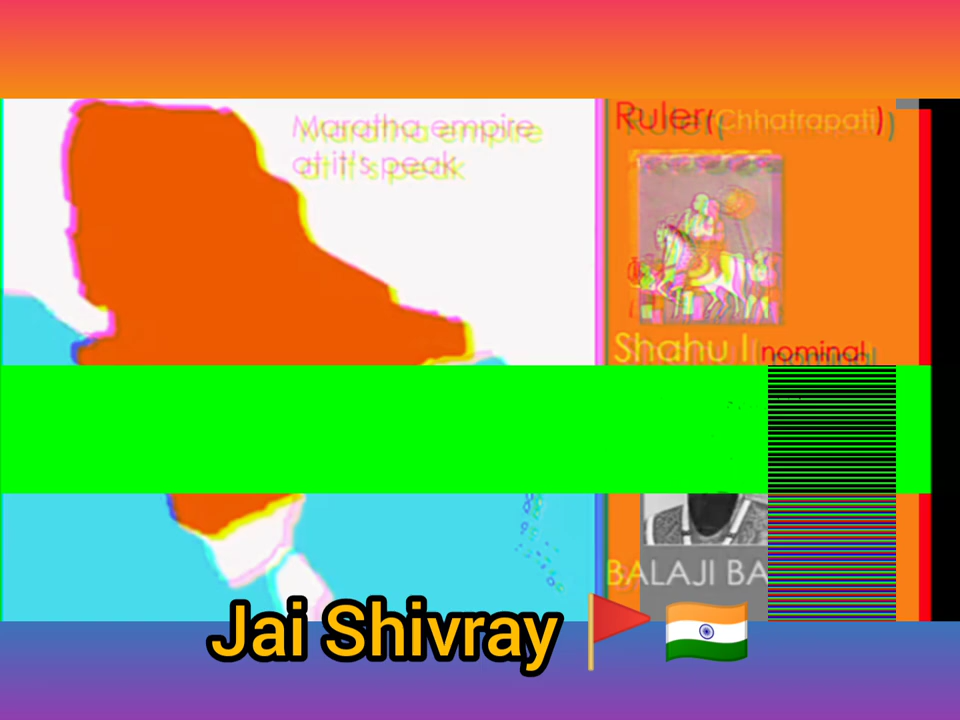 Maratha empire
at it's peak
Ruler(Chhatrapati)
Shahu I nominal
BALAJI BA
Jai Shivray